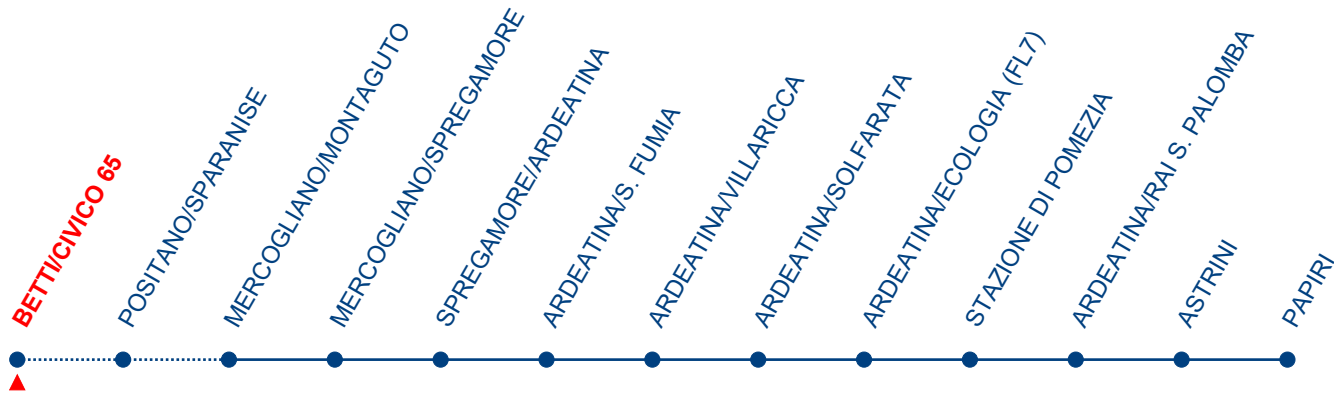 BETTI/CIVICO 65
POSITANO/SPARANISE
MERCOGLIANO/MONTAGUTO
MERCOGLIANO/SPREGAMORE
SPREGAMORE/ARDEATINA
ARDEATINA/S. FUMIA
ARDEATINA/VILLARICCA
ARDEATINA/SOLFARATA
ARDEATINA/ECOLOGIA (FL7)
STAZIONE DI POMEZIA
ARDEATINA/RAI S. PALOMBA
ASTRINI
PAPIRI